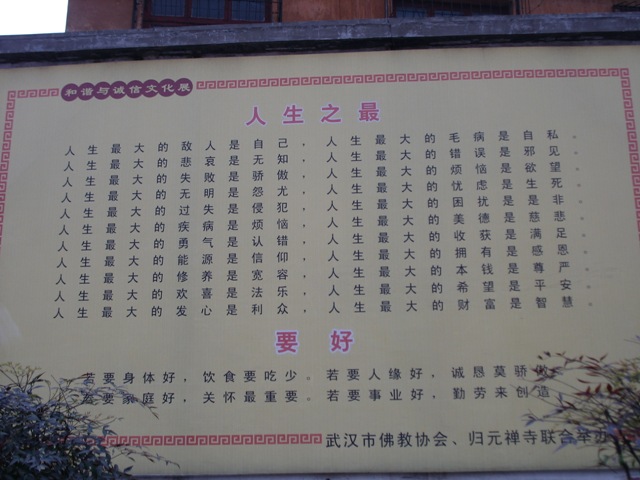 和谐与诚信文化展
人生之最
人生最大的敌人是自己，人生最大的毛病是自私。
人生最大的悲哀是无知，人生最大的错误是邪见。
人生最大的失败是骄傲，人生最大的烦恼是欲望。
人生最大的无明是怨尤，人生最大的忧虑是生死。
人生最大的过失是侵犯，人生最大的困扰是是非。
人生最大的疾病是烦恼，人生最大的美德是慈悲。
人生最大的勇气是认错，人生最大的收获是满足。
人生最大的能源是信仰，人生最大的拥有是感恩。
人生最大的修养是宽容，人生最大的本钱是尊严。
人生最大的欢喜是法乐，人生最大的希望是平安。
人生最大的发心是利众，人生最大的财富是智慧。
要好
若要身体好，饮食要吃少。若要人缘好，诚恳莫骄
若要家庭好，关怀最重要。若要事业好，勤劳来创造
武汉市佛教协会、归元禅寺联合举办